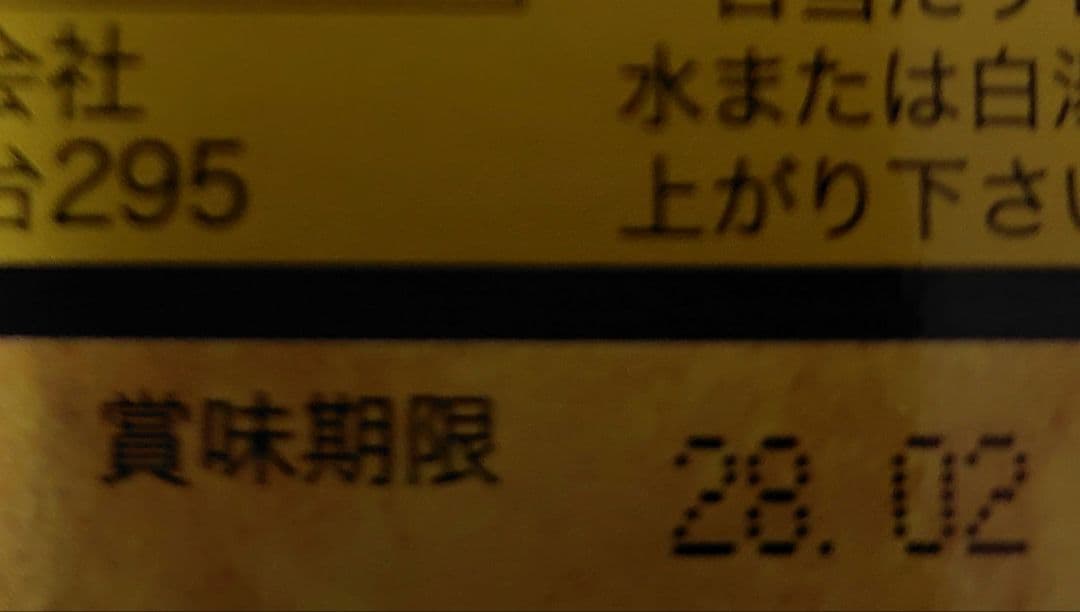 会社
水または白
台295
上がり下さい
賞味期限
28. 02